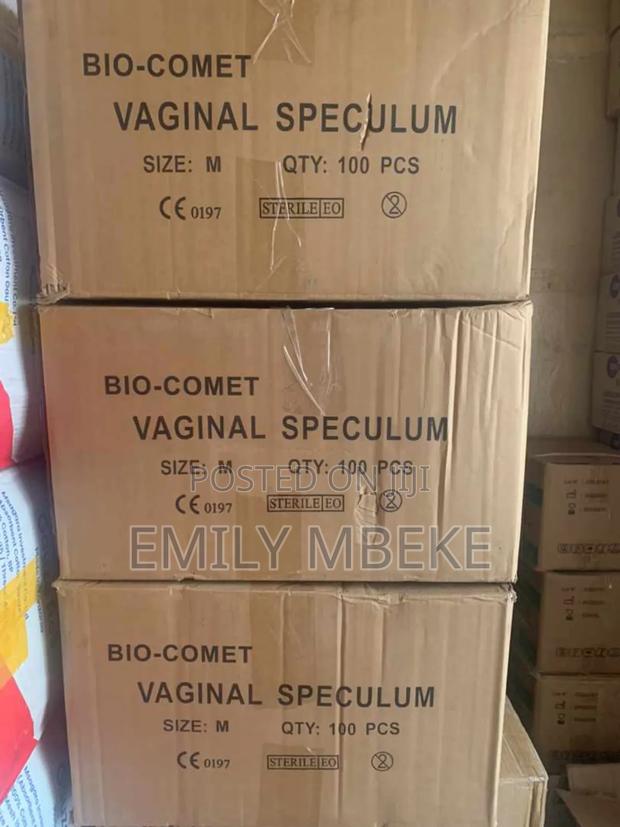 BIO-COMET
VAGINAL SPECULUM
SIZE: M QTY: 100 PCS
CE 0197 STERILE EO
BIO-COMET
VAGINAL SPECULUM
SIZE: M QTY: 100 PCS
POSTED ON JIJI
CE 0197 STERILE EO
EMILY MBEKE
BIO-COMET
VAGINAL SPECULUM
SIZE: M QTY: 100 PCS
CE 0197 STERILE EO